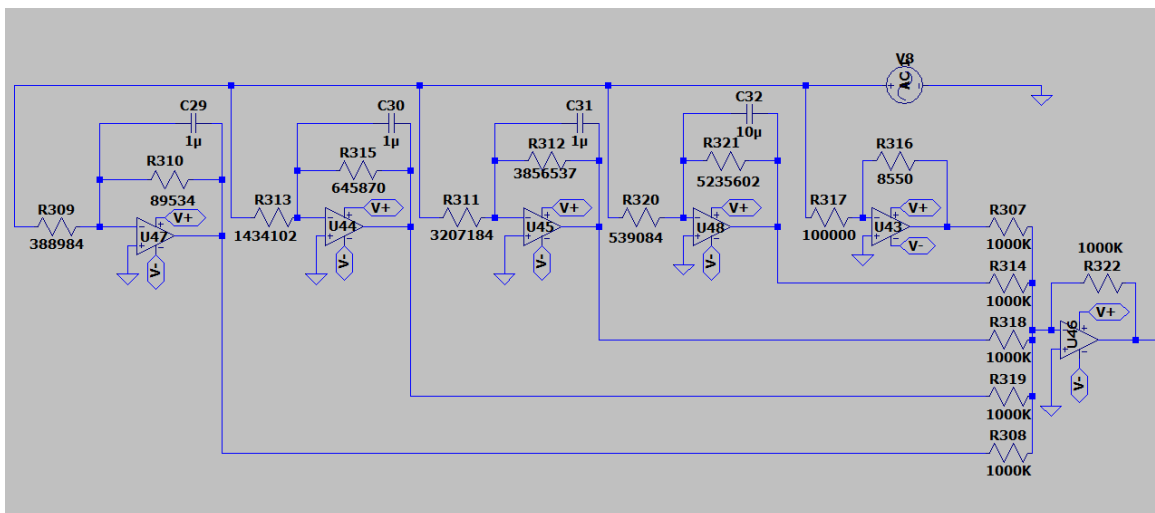 V8
AC 1
C29
1µ
C30
1µ
C31
1µ
C32
10µ
R310
89534
R315
645870
R312
3856537
R321
5235602
R316
8550
R309
388984
U47
V+
V-
R313
1434102
U44
V+
V-
R311
3207184
U45
V+
V-
R320
539084
U48
V+
V-
R317
100000
U43
V+
V-
R307
1000K
R314
1000K
R318
1000K
R319
1000K
R308
1000K
1000K
R322
U46
V+
V-